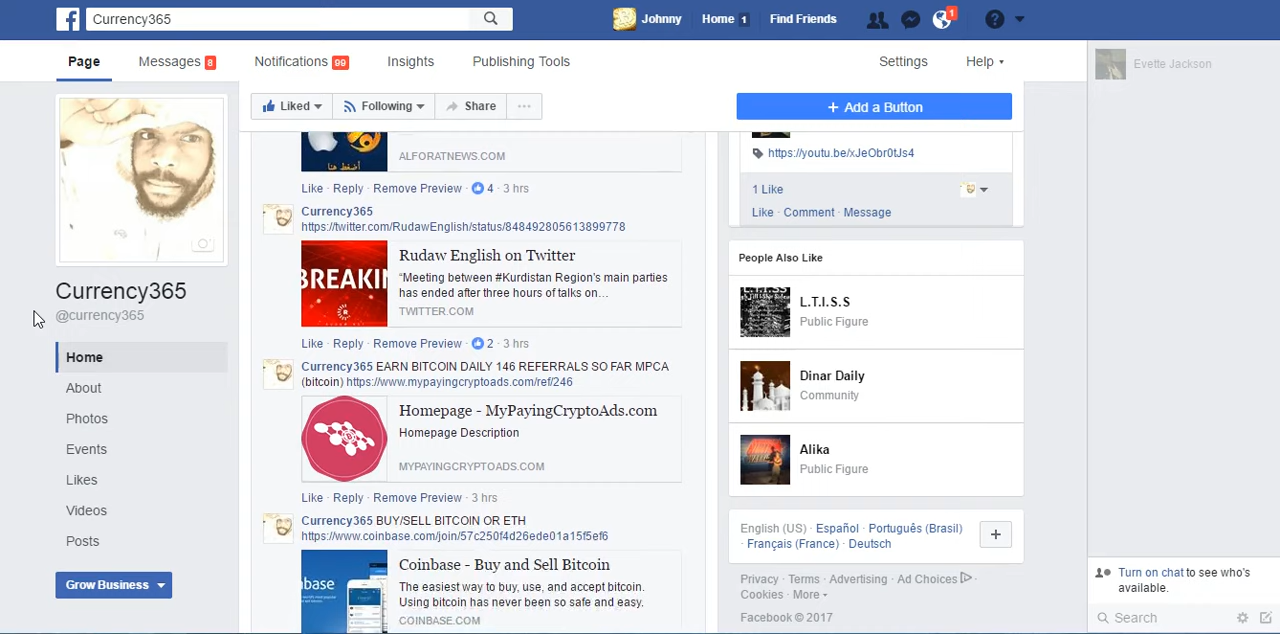 Currency365
Johnny
Home 1
Find Friends
1
Page
Messages 8
Notifications 99
Insights
Publishing Tools
Settings
Help
Liked
Following
Share
+ Add a Button
Evette Jackson
Currency365
@currency365
Home
About
Photos
Events
Likes
Videos
Posts
Grow Business
اضغط هنا
ALFORATNEWS.COM
Like · Reply · Remove Preview · 4 · 3 hrs
Currency365
https://twitter.com/RudawEnglish/status/848492805613899778
BREAKIN
Rudaw English on Twitter
“Meeting between #Kurdistan Region's main parties
has ended after three hours of talks on…
TWITTER.COM
Like · Reply · Remove Preview · 2 · 3 hrs
Currency365 EARN BITCOIN DAILY 146 REFERRALS SO FAR MPCA
(bitcoin) https://www.mypayingcryptoads.com/ref/246
Homepage - MyPayingCryptoAds.com
Homepage Description
MYPAYINGCRYPTOADS.COM
Like · Reply · Remove Preview · 3 hrs
Currency365 BUY/SELL BITCOIN OR ETH
https://www.coinbase.com/join/57c250f4d26ede01a15f5ef6
nbase
Coinbase - Buy and Sell Bitcoin
The easiest way to buy, use, and accept bitcoin.
Using bitcoin has never been so safe and easy.
COINBASE.COM
https://youtu.be/xJeObr0tJs4
1 Like
Like · Comment · Message
People Also Like
L.T.I.S.S
Public Figure
Dinar Daily
Community
Alika
Public Figure
English (US) · Español · Português (Brasil)
· Français (France) · Deutsch
Privacy · Terms · Advertising · Ad Choices ·
Cookies · More
Facebook © 2017
Turn on chat to see who's
available.
Search